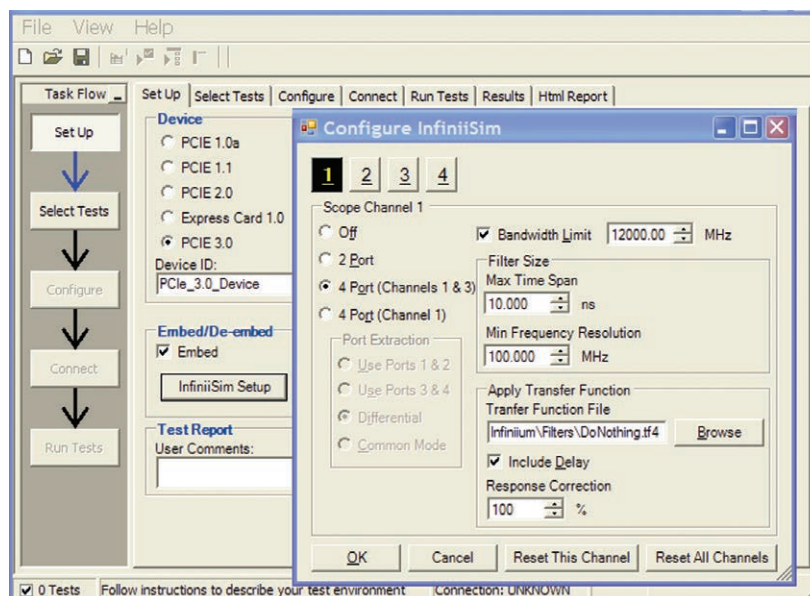 File View Help
Task Flow
Set Up
Select Tests
Configure
Connect
Run Tests
Set Up Select Tests Configure Connect Run Tests Results Html Report
Device
PCIE 1.0a
PCIE 1.1
PCIE 2.0
Express Card 1.0
PCIE 3.0
Device ID:
PCIe_3.0_Device
Embed/De-embed
Embed
InfiniiSim Setup
Test Report
User Comments:
Configure InfiniiSim
1 2 3 4
Scope Channel 1
Off
2 Port
4 Port (Channels 1 & 3)
4 Port (Channel 1)
Port Extraction
Use Ports 1 & 2
Use Ports 3 & 4
Differential
Common Mode
Bandwidth Limit 12000.00 MHz
Filter Size
Max Time Span
10.000 ns
Min Frequency Resolution
100.000 MHz
Apply Transfer Function
Tranfer Function File
Infiniium\Filters\DoNothing.tf4 Browse
Include Delay
Response Correction
100 %
OK Cancel Reset This Channel Reset All Channels
0 Tests Follow instructions to describe your test environment Connection: UNKNOWN